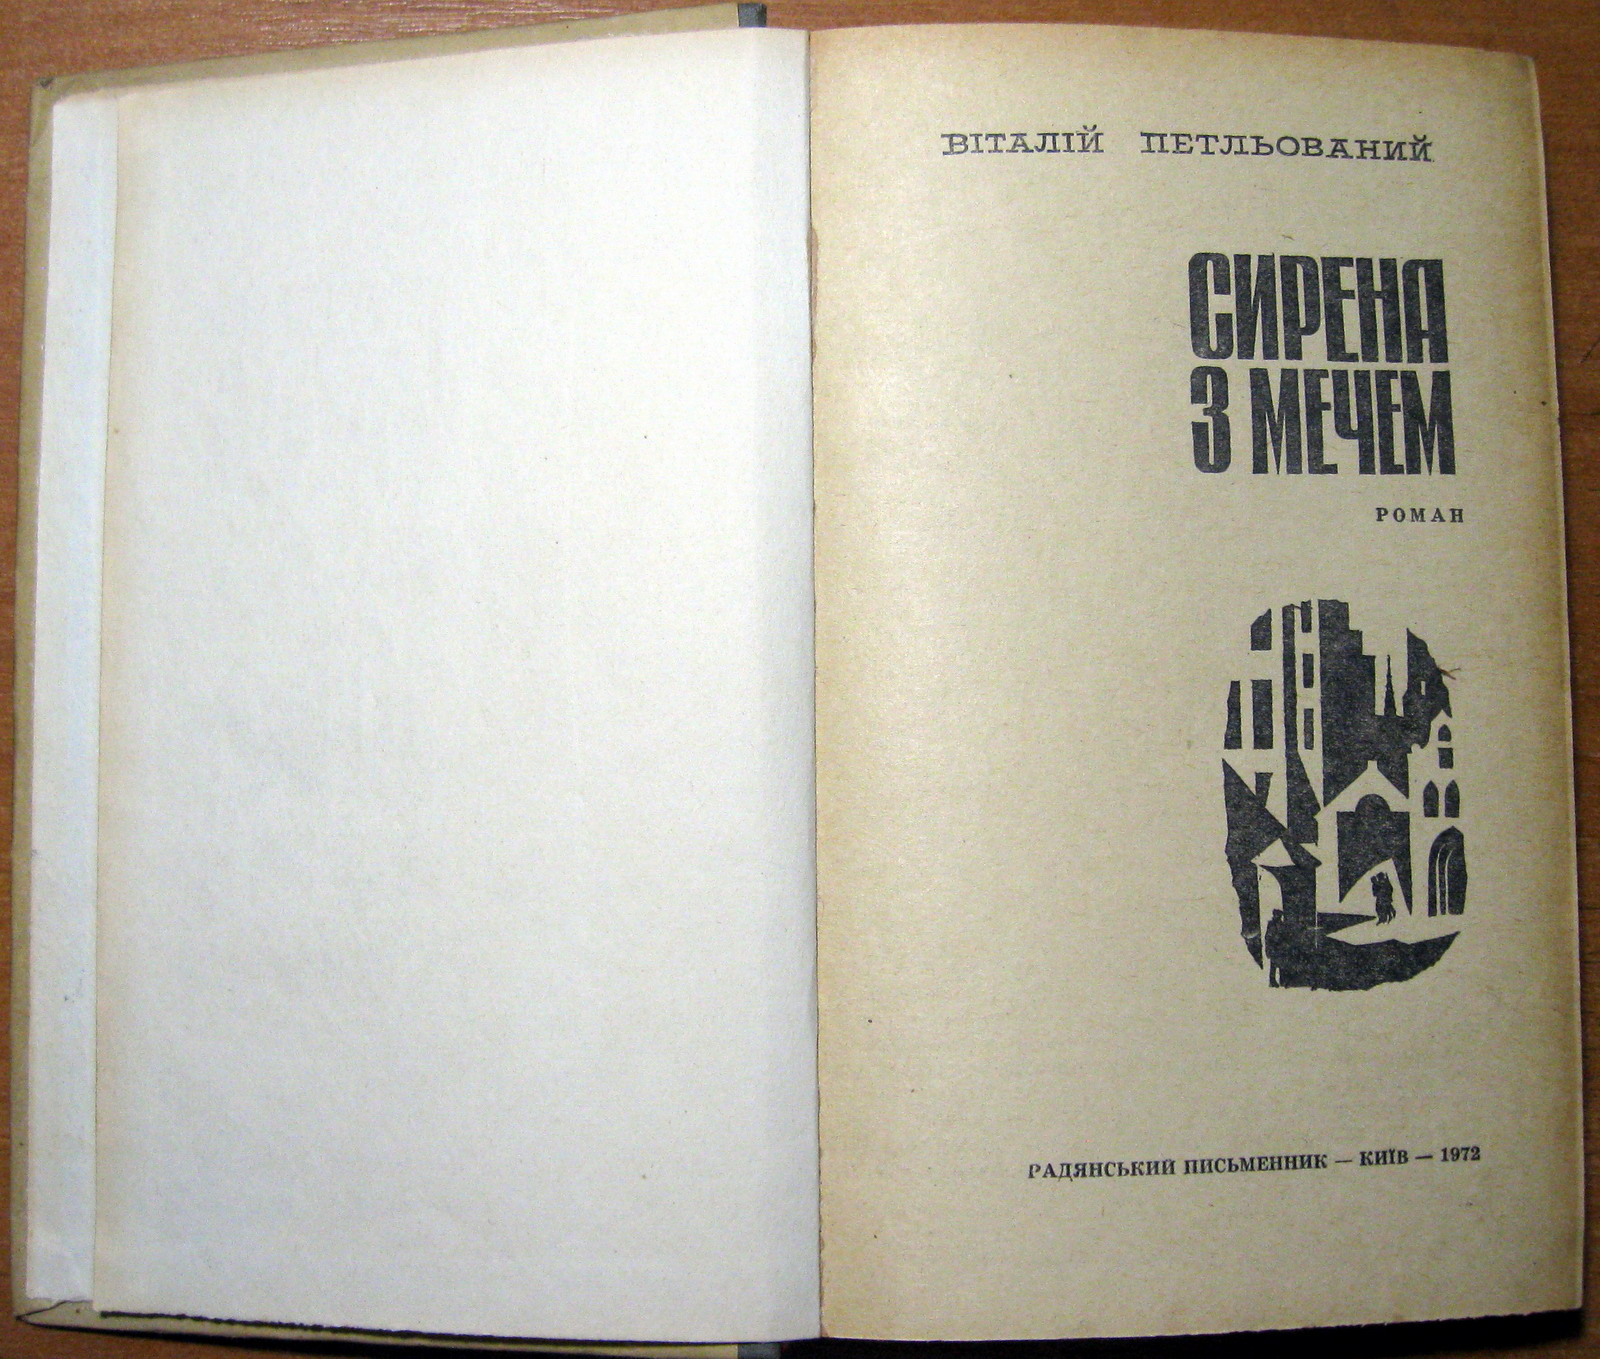 ВІТАЛІЙ ПЕТЛЬОВАНИЙ
СИРЕНА
З МЕЧЕМ
РОМАН
РАДЯНСЬКИЙ ПИСЬМЕННИК — КИЇВ — 1972